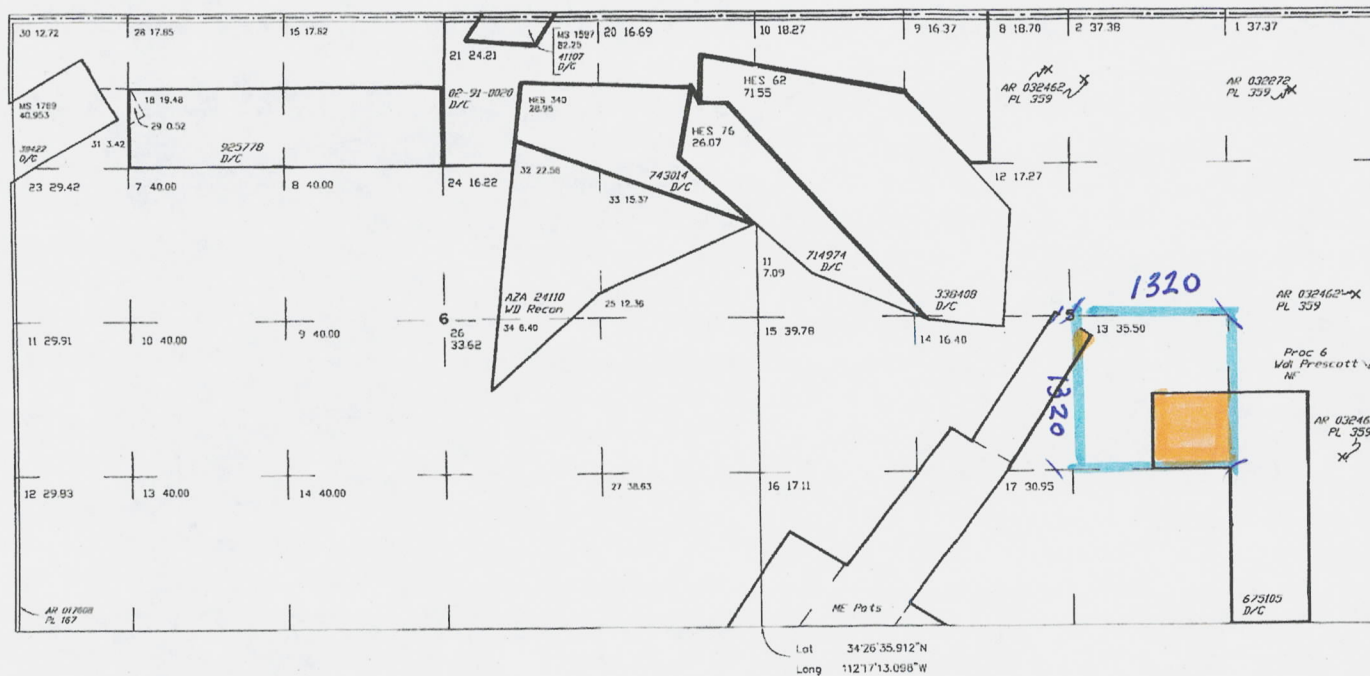 30 12.72
28 17.85
15 17.82
21 24.21
MS 1597
82.29
41107
D/C
20 16.69
10 18.27
9 16.37
8 18.70
2 37.38
1 37.37
MS 1789
40.953
18 19.48
29 0.52
31 3.42
39422
D/C
925778
D/C
02-91-0020
D/C
HES 340
28.95
HES 62
71.55
HES 76
26.07
AR 032462
PL 359
AR 032272
PL 359
23 29.42
7 40.00
8 40.00
24 16.22
32 22.58
743014
D/C
33 15.37
12 17.27
11
7.09
714974
D/C
338408
D/C
1320
AR 032462
PL 359
AZA 24110
WD Recon
25 12.36
34 6.40
11 29.91
10 40.00
9 40.00
6
26
33.62
15 39.78
14 16.40
5
13 35.50
Proc 6
Wdl Prescott
NF
1320
AR 03246
PL 359
12 29.93
13 40.00
14 40.00
27 38.63
16 17.11
17 30.95
AR 017608
PL 167
ME Pats
675105
D/C
Lat 34°26'35.912"N
Long 112°17'13.098"W